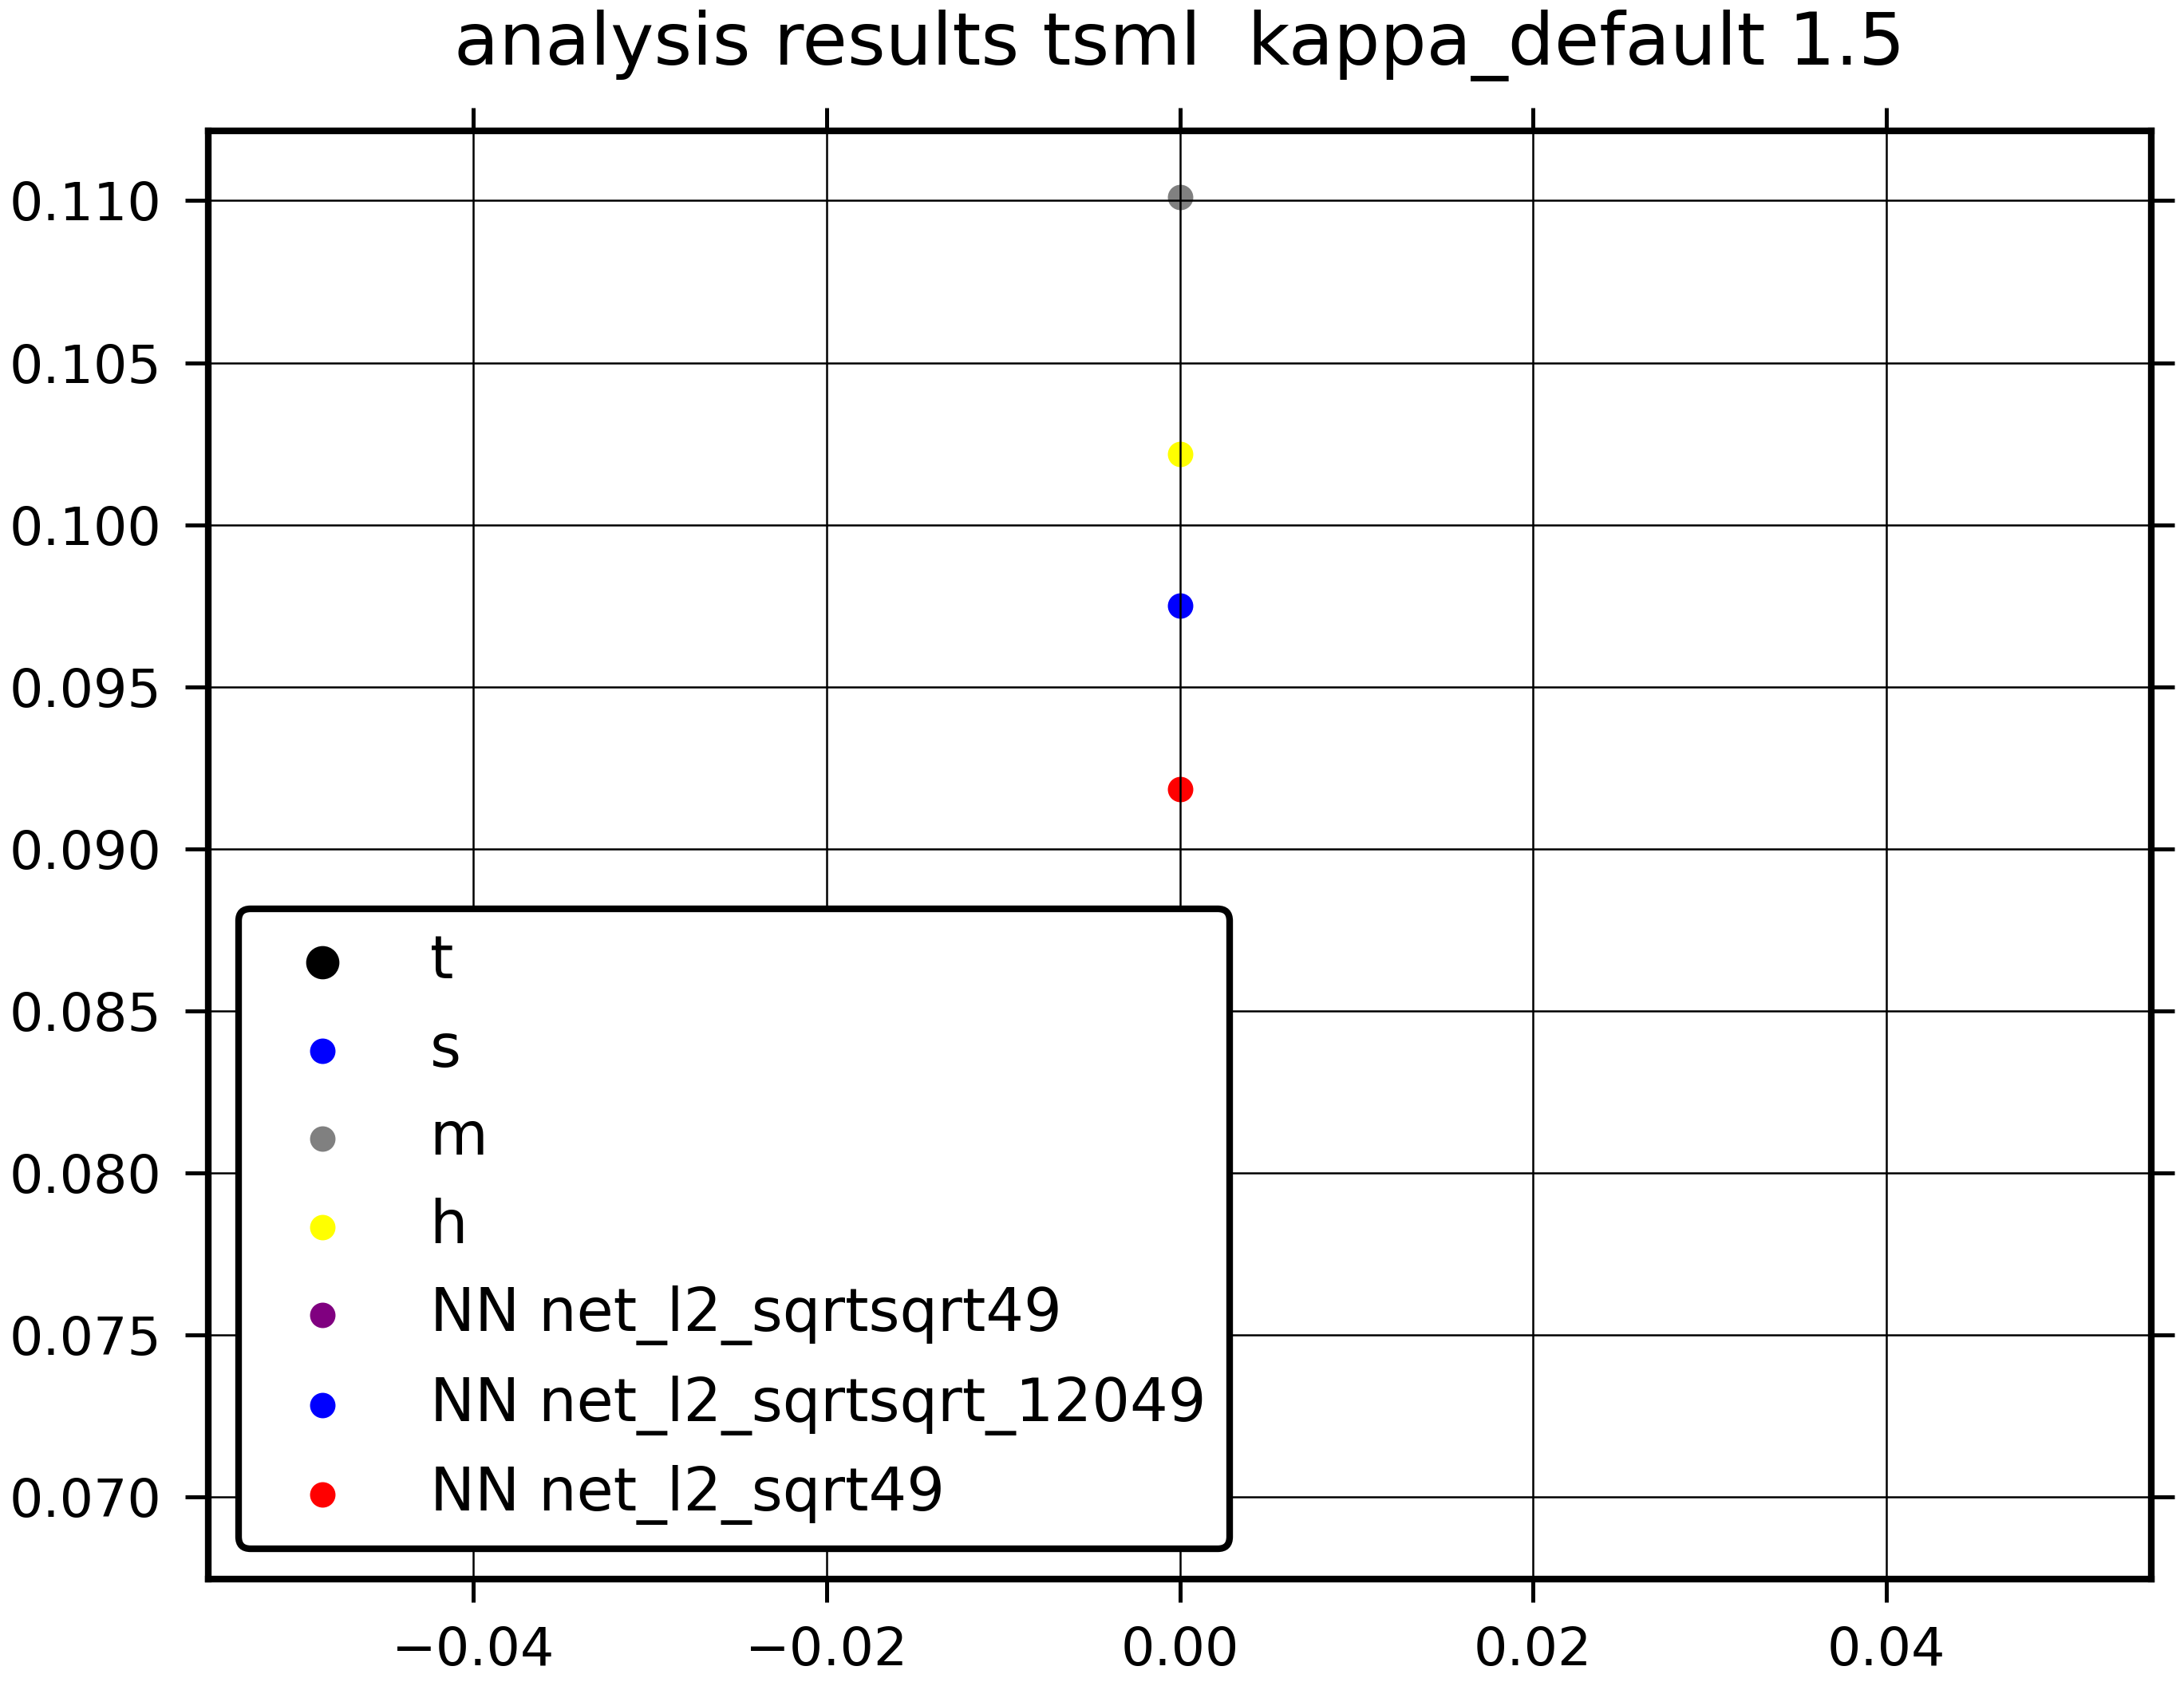 analysis results tsml  kappa_default 1.5
0.110
0.105
0.100
0.095
0.090
0.085
0.080
0.075
0.070
t
s
m
h
NN net_l2_sqrtsqrt49
NN net_l2_sqrtsqrt_12049
NN net_l2_sqrt49
−0.04
−0.02
0.00
0.02
0.04